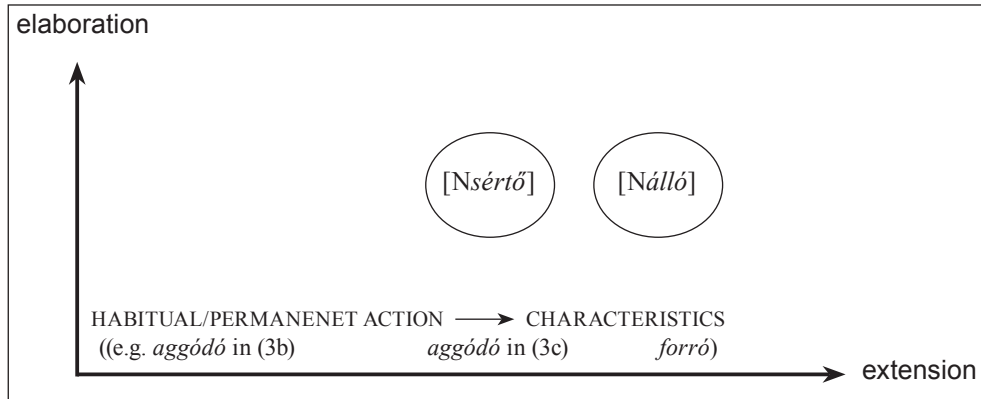 elaboration
[Nsértő] [Nálló]
HABITUAL/PERMANENET ACTION → CHARACTERISTICS
((e.g. aggódó in (3b) aggódó in (3c) forró)
extension